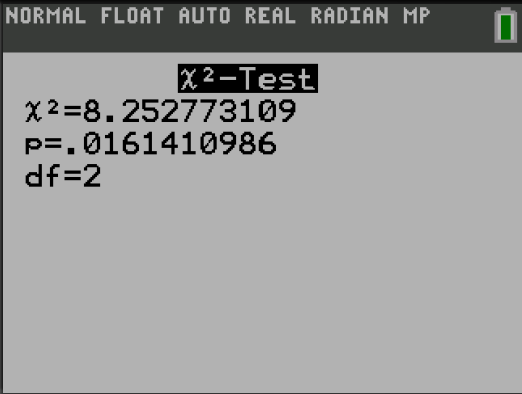 NORMAL FLOAT AUTO REAL RADIAN MP
χ²-Test
χ²=8.252773109
p=.0161410986
df=2